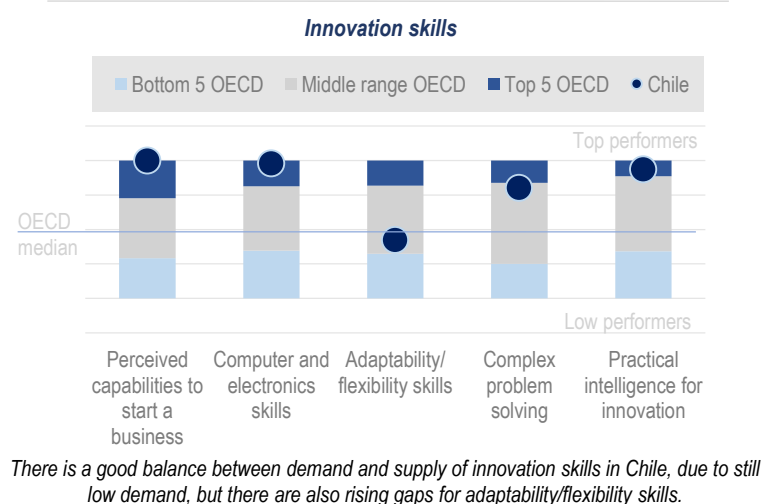 Innovation skills
Bottom 5 OECD
Middle range OECD
Top 5 OECD
Chile
Top performers
OECD
median
Low performers
Perceived
capabilities to
start a
business
Computer and
electronics
skills
Adaptability/
flexibility skills
Complex
problem
solving
Practical
intelligence for
innovation
There is a good balance between demand and supply of innovation skills in Chile, due to still
low demand, but there are also rising gaps for adaptability/flexibility skills.